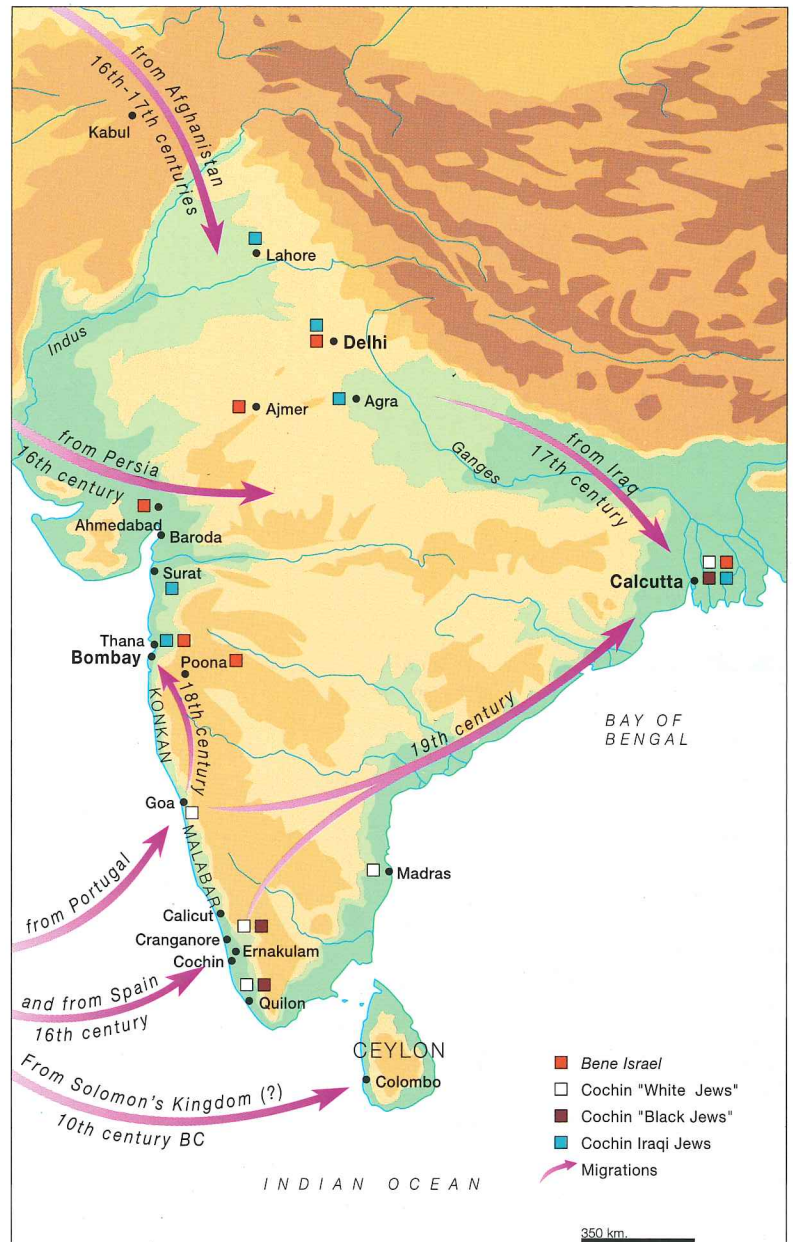 from Afghanistan
16th-17th centuries
Kabul
Lahore
Indus
Delhi
Ajmer
Agra
from Persia
16th century
Ganges
from Iraq
17th century
Ahmedabad
Baroda
Surat
Calcutta
Thana
Bombay
Poona
KONKAN
18th century
19th century
BAY OF
BENGAL
Goa
MALABAR
from Portugal
Madras
Calicut
Cranganore
Ernakulam
Cochin
and from Spain
16th century
Quilon
CEYLON
From Solomon's Kingdom (?)
10th century BC
Colombo
Bene Israel
Cochin "White Jews"
Cochin "Black Jews"
Cochin Iraqi Jews
Migrations
INDIAN OCEAN
350 km.